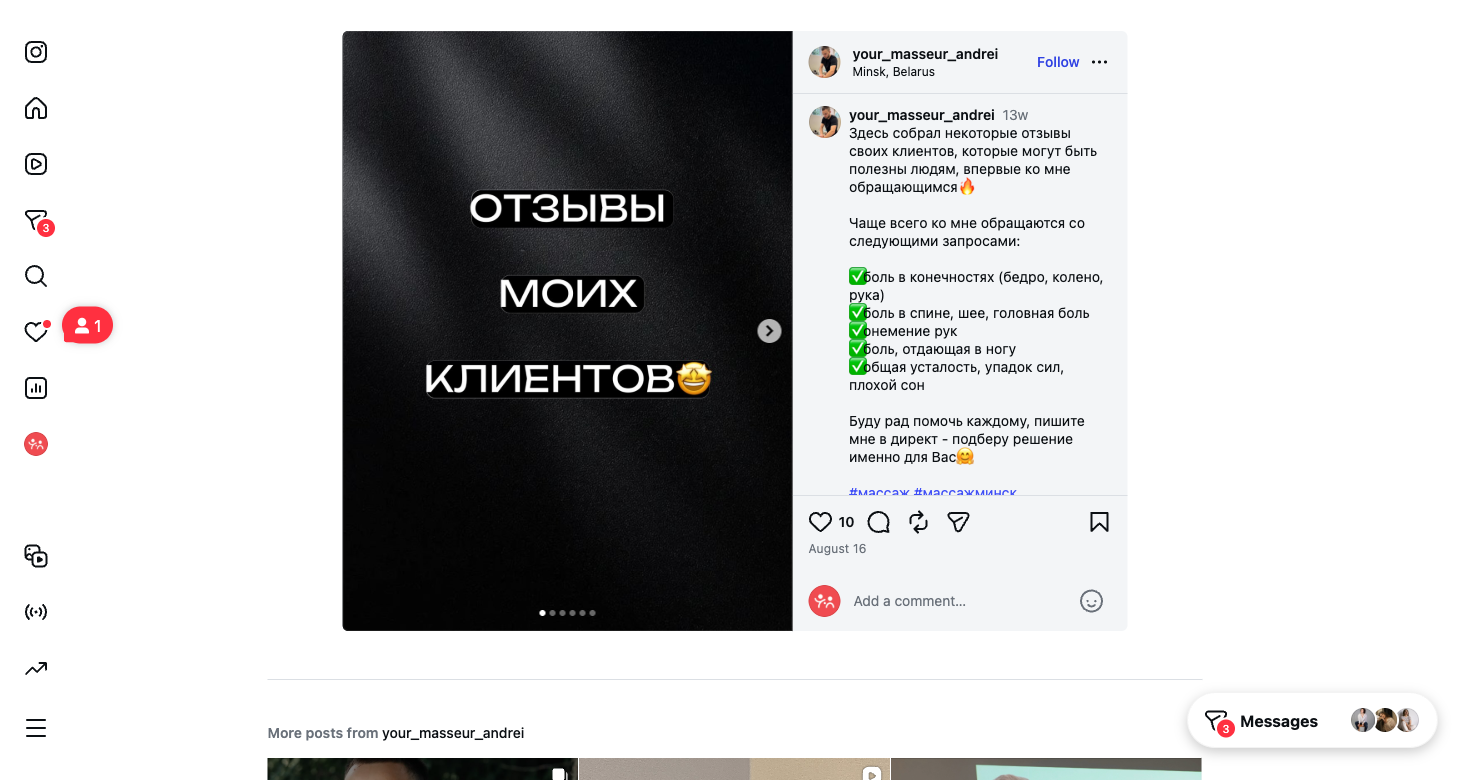 3
1
ОТЗЫВЫ
МОИХ
КЛИЕНТОВ🤩
your_masseur_andrei
Minsk, Belarus
Follow
your_masseur_andrei 13w
Здесь собрал некоторые отзывы
своих клиентов, которые могут быть
полезны людям, впервые ко мне
обращающимся🔥
Чаще всего ко мне обращаются со
следующими запросами:
✅боль в конечностях (бедро, колено,
рука)
✅боль в спине, шее, головная боль
✅онемение рук
✅боль, отдающая в ногу
✅общая усталость, упадок сил,
плохой сон
Буду рад помочь каждому, пишите
мне в директ - подберу решение
именно для Вас🤗
#массаж #массажминск
10
August 16
Add a comment...
More posts from your_masseur_andrei
3
Messages